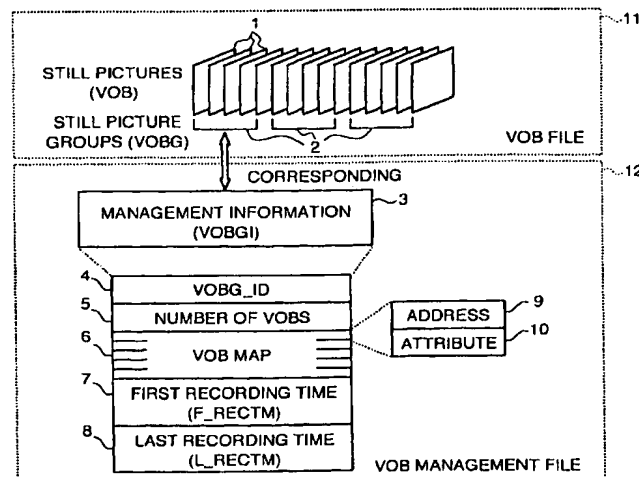 1
11
STILL PICTURES
(VOB)
STILL PICTURE
GROUPS (VOBG)
2
VOB FILE
12
CORRESPONDING
3
MANAGEMENT INFORMATION
(VOBGI)
4
VOBG_ID
5
NUMBER OF VOBS
9
ADDRESS
6
VOB MAP
10
ATTRIBUTE
7
FIRST RECORDING TIME
(F_RECTM)
8
LAST RECORDING TIME
(L_RECTM)
VOB MANAGEMENT FILE